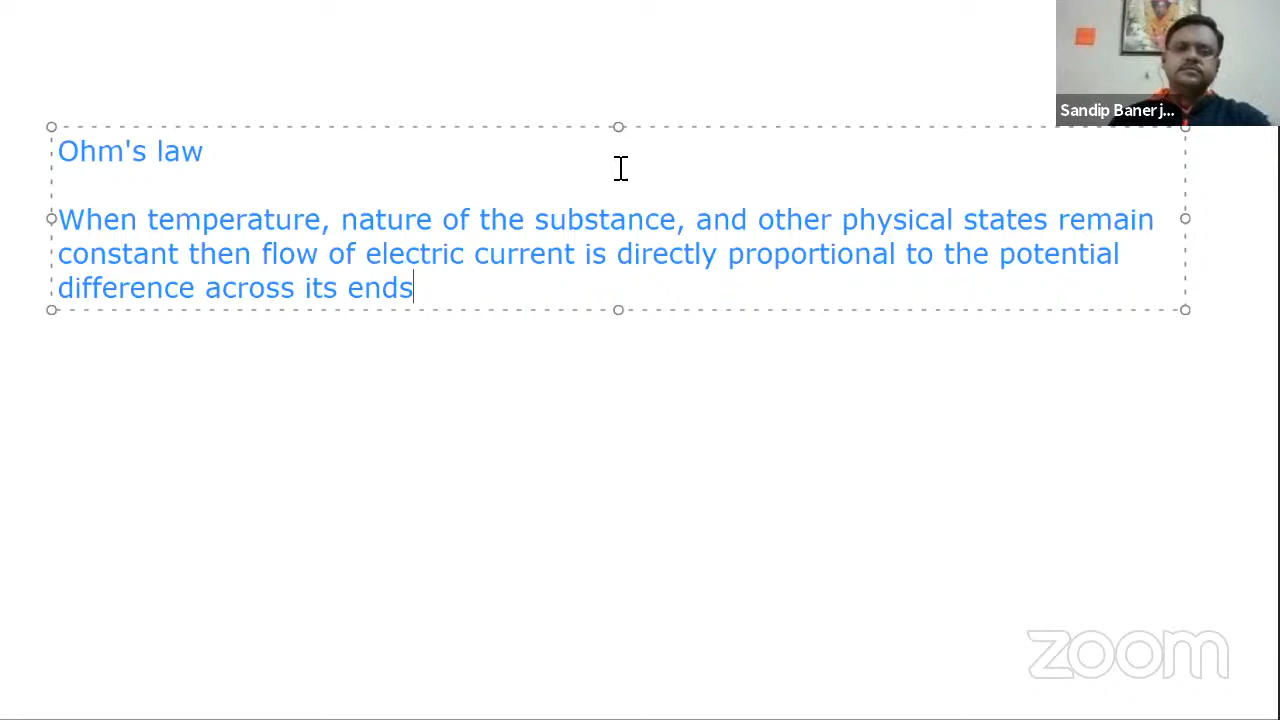 Sandip Banerj...
Ohm's law
When temperature, nature of the substance, and other physical states remain
constant then flow of electric current is directly proportional to the potential
difference across its ends
zoom